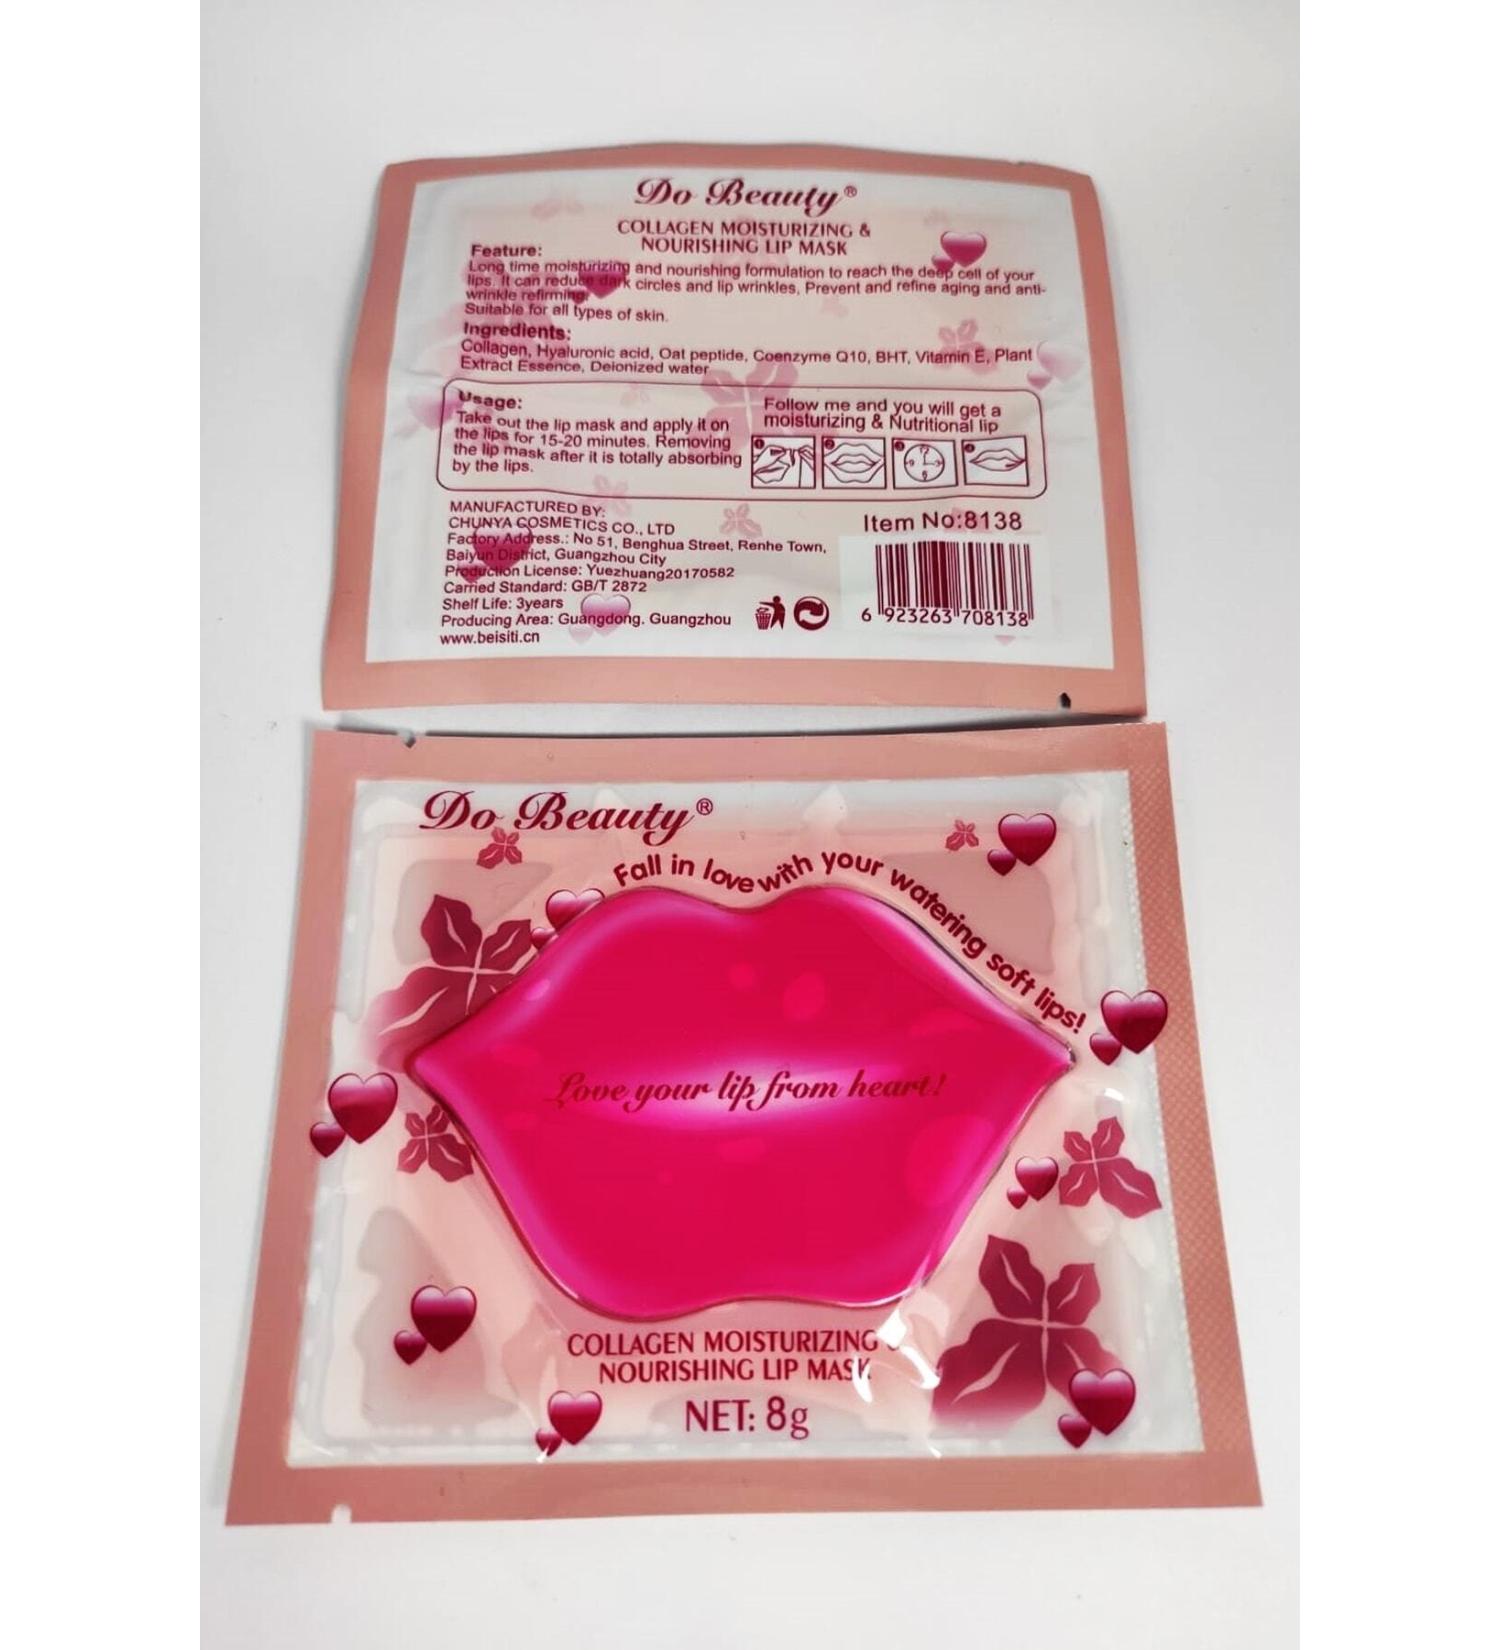 Do Beauty®
COLLAGEN MOISTURIZING &
NOURISHING LIP MASK
Feature:
Long time moisturizing and nourishing formulation to reach the deep cell of your
lips. It can reduce dark circles and lip wrinkles, Prevent and refine aging and anti-
wrinkle refirming.
Suitable for all types of skin.
Ingredients:
Collagen, Hyaluronic acid, Oat peptide, Coenzyme Q10, BHT, Vitamin E, Plant
Extract Essence, Deionized water
Usage:
Take out the lip mask and apply it on
the lips for 15-20 minutes. Removing
the lip mask after it is totally absorbing
by the lips.
Follow me and you will get a
moisturizing & Nutritional lip
1 2 3 4
MANUFACTURED BY:
CHUNYA COSMETICS CO., LTD
Factory Address.: No 51, Benghua Street, Renhe Town,
Baiyun District, Guangzhou City
Production License: Yuezhuang20170582
Carried Standard: GB/T 2872
Shelf Life: 3years
Producing Area: Guangdong. Guangzhou
www.beisiti.cn
Item No:8138
6 923263 708138
Do Beauty®
Fall in love with your watering soft lips!
Love your lip from heart!
COLLAGEN MOISTURIZING
NOURISHING LIP MASK
NET: 8g